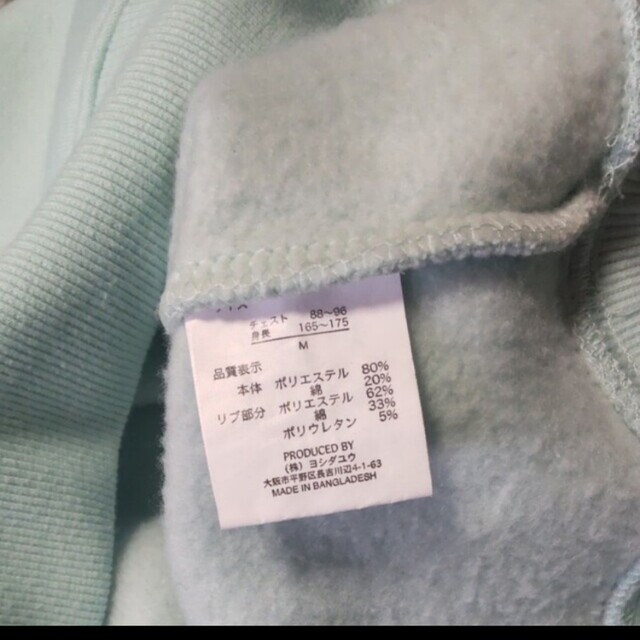 サイズ
チェスト 88~96
身長 165~175
M
品質表示
本体 ポリエステル 80%
綿 20%
リブ部分 ポリエステル 62%
綿 33%
ポリウレタン 5%
PRODUCED BY
(株) ヨシダユウ
大阪市平野区長吉川辺4-1-63
MADE IN BANGLADESH